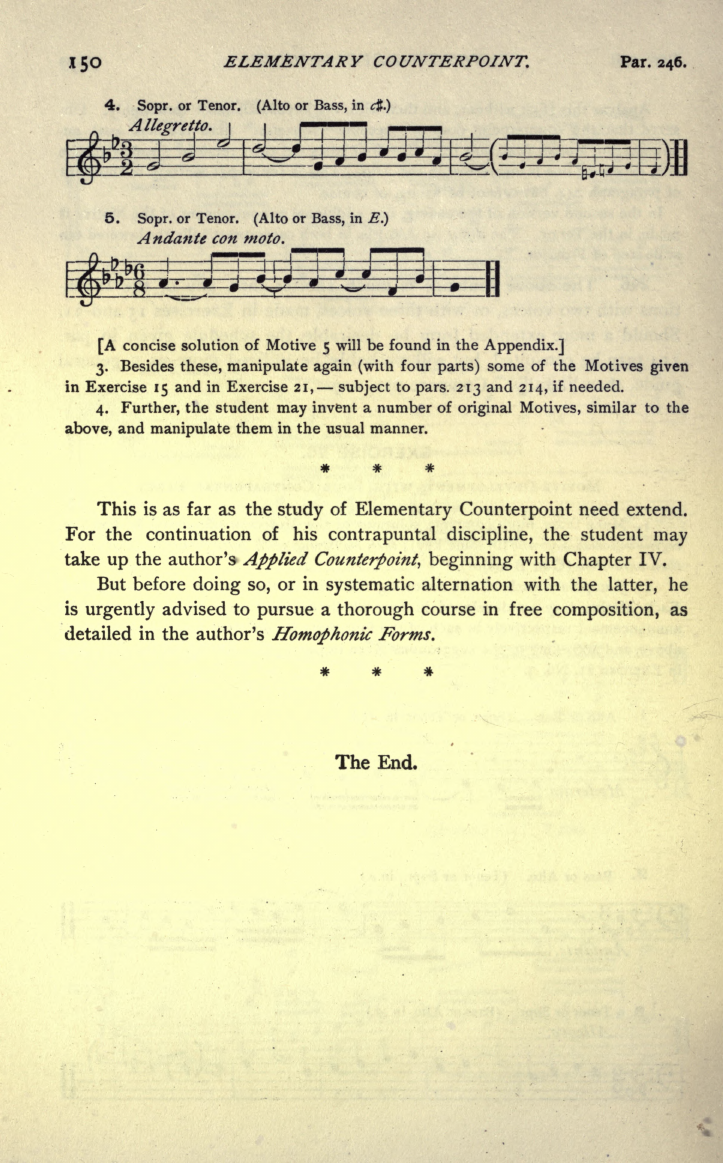 150 ELEMENTARY COUNTERPOINT. Par. 246.
4. Sopr. or Tenor. (Alto or Bass, in c♯.)
Allegretto.
5. Sopr. or Tenor. (Alto or Bass, in E.)
Andante con moto.
[A concise solution of Motive 5 will be found in the Appendix.]
3. Besides these, manipulate again (with four parts) some of the Motives given
in Exercise 15 and in Exercise 21, — subject to pars. 213 and 214, if needed.
4. Further, the student may invent a number of original Motives, similar to the
above, and manipulate them in the usual manner.
* * *
This is as far as the study of Elementary Counterpoint need extend.
For the continuation of his contrapuntal discipline, the student may
take up the author's Applied Counterpoint, beginning with Chapter IV.
But before doing so, or in systematic alternation with the latter, he
is urgently advised to pursue a thorough course in free composition, as
detailed in the author's Homophonic Forms.
* * *
The End.